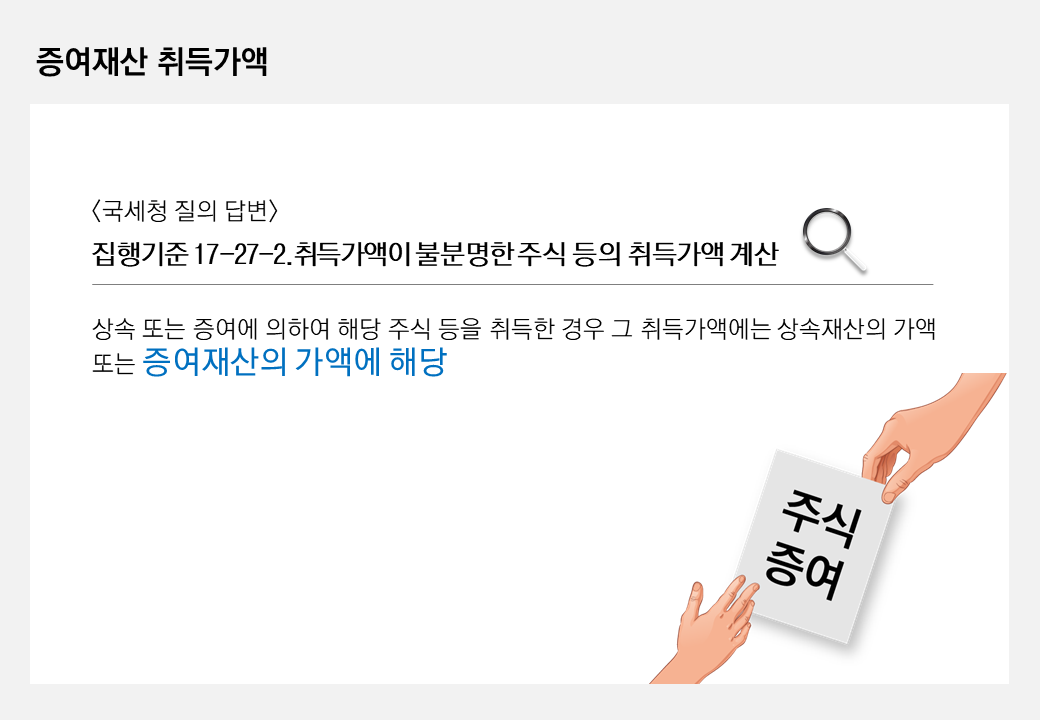 증여재산 취득가액
〈국세청 질의 답변〉
집행기준 17-27-2. 취득가액이 불분명한 주식 등의 취득가액 계산
상속 또는 증여에 의하여 해당 주식 등을 취득한 경우 그 취득가액에는 상속재산의 가액
또는 증여재산의 가액에 해당
주식
증여